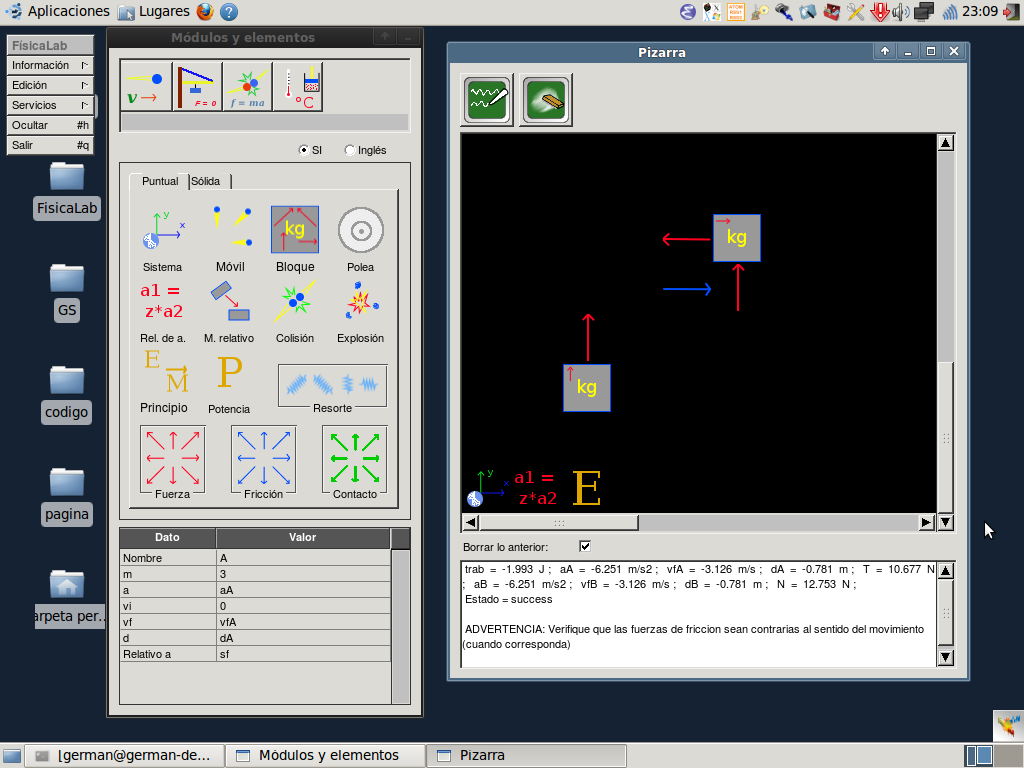 Aplicaciones
Lugares
23:09
FísicaLab
Información
Edición
Servicios
Ocultar #h
Salir #q
FisicaLab
GS
codigo
pagina
arpeta per...
Módulos y elementos
v →
F = 0
f = ma
°C
SI
Inglés
Puntual
Sólida
y
x
kg
Sistema
Móvil
Bloque
Polea
a1 =
z*a2
Rel. de a.
M. relativo
Colisión
Explosión
E
M
P
Principio
Potencia
Resorte
Fuerza
Fricción
Contacto
Dato Valor
Nombre A
m 3
a aA
vi 0
vf vfA
d dA
Relativo a sf
Pizarra
kg
kg
y
x
a1 =
z*a2
E
Borrar lo anterior:
trab = -1.993 J ; aA = -6.251 m/s2 ; vfA = -3.126 m/s ; dA = -0.781 m ; T = 10.677 N
; aB = -6.251 m/s2 ; vfB = -3.126 m/s ; dB = -0.781 m ; N = 12.753 N ;
Estado = success
ADVERTENCIA: Verifique que las fuerzas de friccion sean contrarias al sentido del movimiento
(cuando corresponda)
[german@german-de...
Módulos y elementos
Pizarra